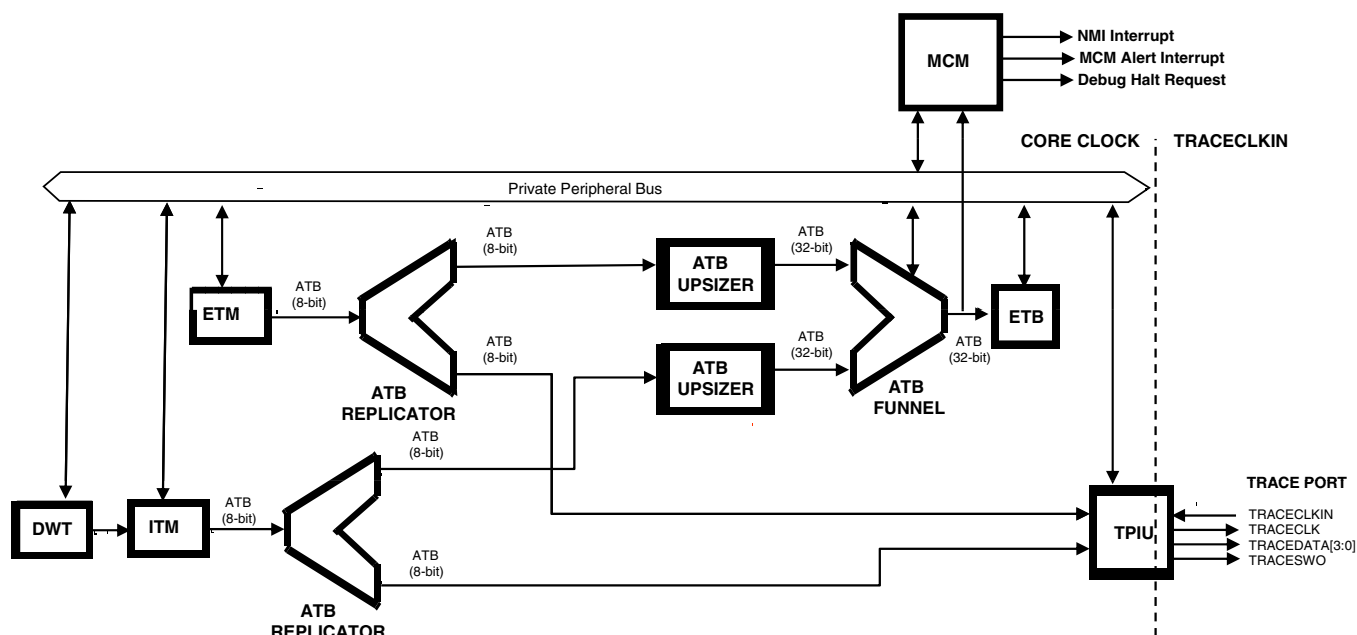 MCM
NMI Interrupt
MCM Alert Interrupt
Debug Halt Request
CORE CLOCK
TRACECLKIN
Private Peripheral Bus
ATB
(8-bit)
ATB
UPSIZER
ATB
(32-bit)
ETM
ATB
(8-bit)
ATB
(8-bit)
ATB
REPLICATOR
ATB
UPSIZER
ATB
(32-bit)
ATB
FUNNEL
ATB
(32-bit)
ETB
ATB
(8-bit)
DWT
ITM
ATB
(8-bit)
ATB
(8-bit)
ATB
REPLICATOR
TPIU
TRACE PORT
TRACECLKIN
TRACECLK
TRACEDATA[3:0]
TRACESWO